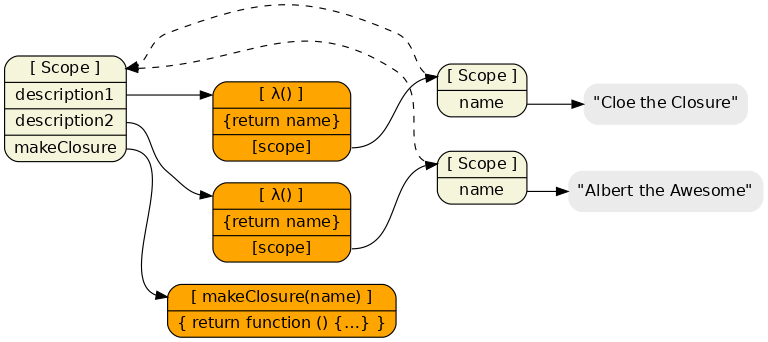 [ Scope ]
description1
description2
makeClosure
[ λ() ]
{return name}
[scope]
[ λ() ]
{return name}
[scope]
[ makeClosure(name) ]
{ return function () {...} }
[ Scope ]
name
"Cloe the Closure"
[ Scope ]
name
"Albert the Awesome"